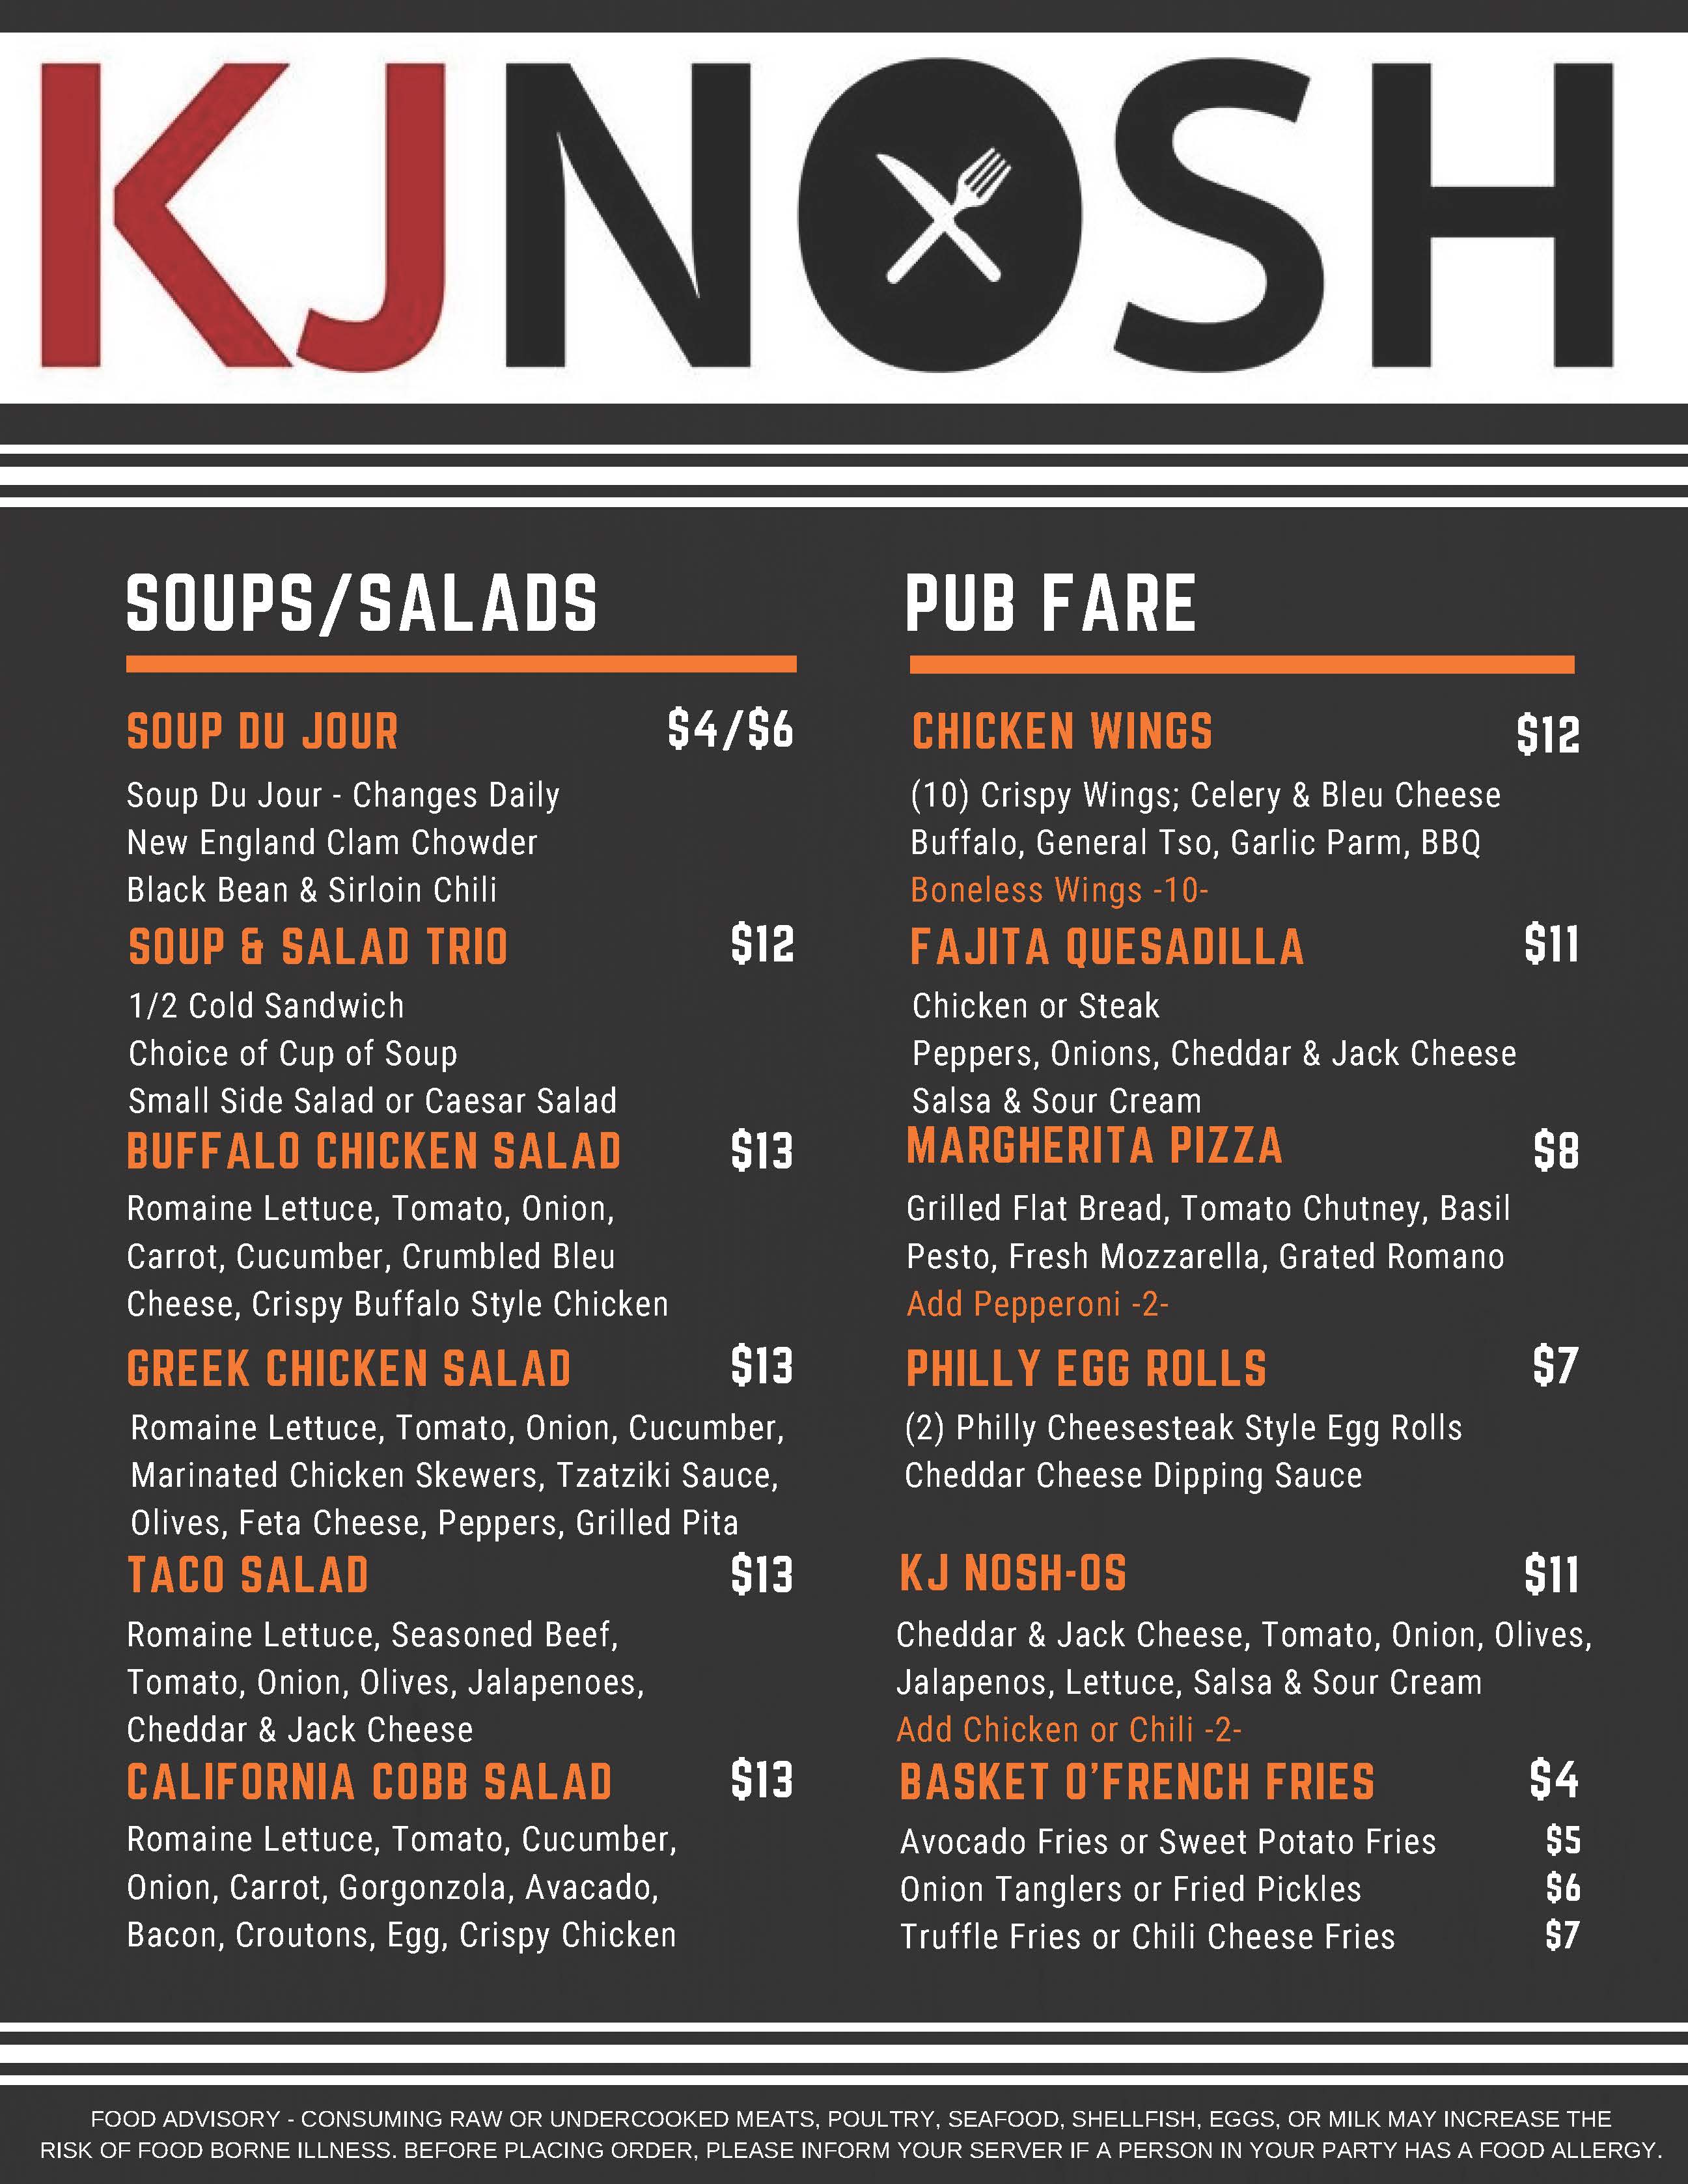 KJNOSH
SOUPS/SALADS
SOUP DU JOUR $4/$6
Soup Du Jour - Changes Daily
New England Clam Chowder
Black Bean & Sirloin Chili
SOUP & SALAD TRIO $12
1/2 Cold Sandwich
Choice of Cup of Soup
Small Side Salad or Caesar Salad
BUFFALO CHICKEN SALAD $13
Romaine Lettuce, Tomato, Onion,
Carrot, Cucumber, Crumbled Bleu
Cheese, Crispy Buffalo Style Chicken
GREEK CHICKEN SALAD $13
Romaine Lettuce, Tomato, Onion, Cucumber,
Marinated Chicken Skewers, Tzatziki Sauce,
Olives, Feta Cheese, Peppers, Grilled Pita
TACO SALAD $13
Romaine Lettuce, Seasoned Beef,
Tomato, Onion, Olives, Jalapenoes,
Cheddar & Jack Cheese
CALIFORNIA COBB SALAD $13
Romaine Lettuce, Tomato, Cucumber,
Onion, Carrot, Gorgonzola, Avacado,
Bacon, Croutons, Egg, Crispy Chicken
PUB FARE
CHICKEN WINGS $12
(10) Crispy Wings; Celery & Bleu Cheese
Buffalo, General Tso, Garlic Parm, BBQ
Boneless Wings -10-
FAJITA QUESADILLA $11
Chicken or Steak
Peppers, Onions, Cheddar & Jack Cheese
Salsa & Sour Cream
MARGHERITA PIZZA $8
Grilled Flat Bread, Tomato Chutney, Basil
Pesto, Fresh Mozzarella, Grated Romano
Add Pepperoni -2-
PHILLY EGG ROLLS $7
(2) Philly Cheesesteak Style Egg Rolls
Cheddar Cheese Dipping Sauce
KJ NOSH-OS $11
Cheddar & Jack Cheese, Tomato, Onion, Olives,
Jalapenos, Lettuce, Salsa & Sour Cream
Add Chicken or Chili -2-
BASKET O'FRENCH FRIES $4
Avocado Fries or Sweet Potato Fries $5
Onion Tanglers or Fried Pickles $6
Truffle Fries or Chili Cheese Fries $7
FOOD ADVISORY - CONSUMING RAW OR UNDERCOOKED MEATS, POULTRY, SEAFOOD, SHELLFISH, EGGS, OR MILK MAY INCREASE THE
RISK OF FOOD BORNE ILLNESS. BEFORE PLACING ORDER, PLEASE INFORM YOUR SERVER IF A PERSON IN YOUR PARTY HAS A FOOD ALLERGY.